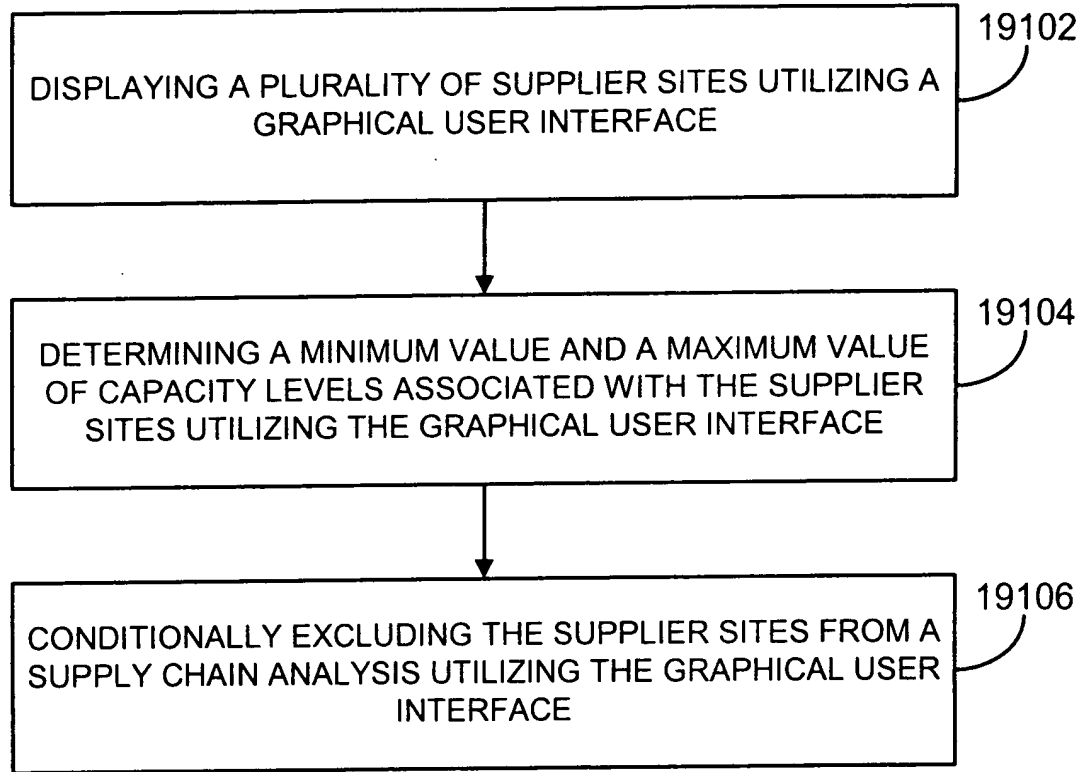 19102
DISPLAYING A PLURALITY OF SUPPLIER SITES UTILIZING A
GRAPHICAL USER INTERFACE
19104
DETERMINING A MINIMUM VALUE AND A MAXIMUM VALUE
OF CAPACITY LEVELS ASSOCIATED WITH THE SUPPLIER
SITES UTILIZING THE GRAPHICAL USER INTERFACE
19106
CONDITIONALLY EXCLUDING THE SUPPLIER SITES FROM A
SUPPLY CHAIN ANALYSIS UTILIZING THE GRAPHICAL USER
INTERFACE